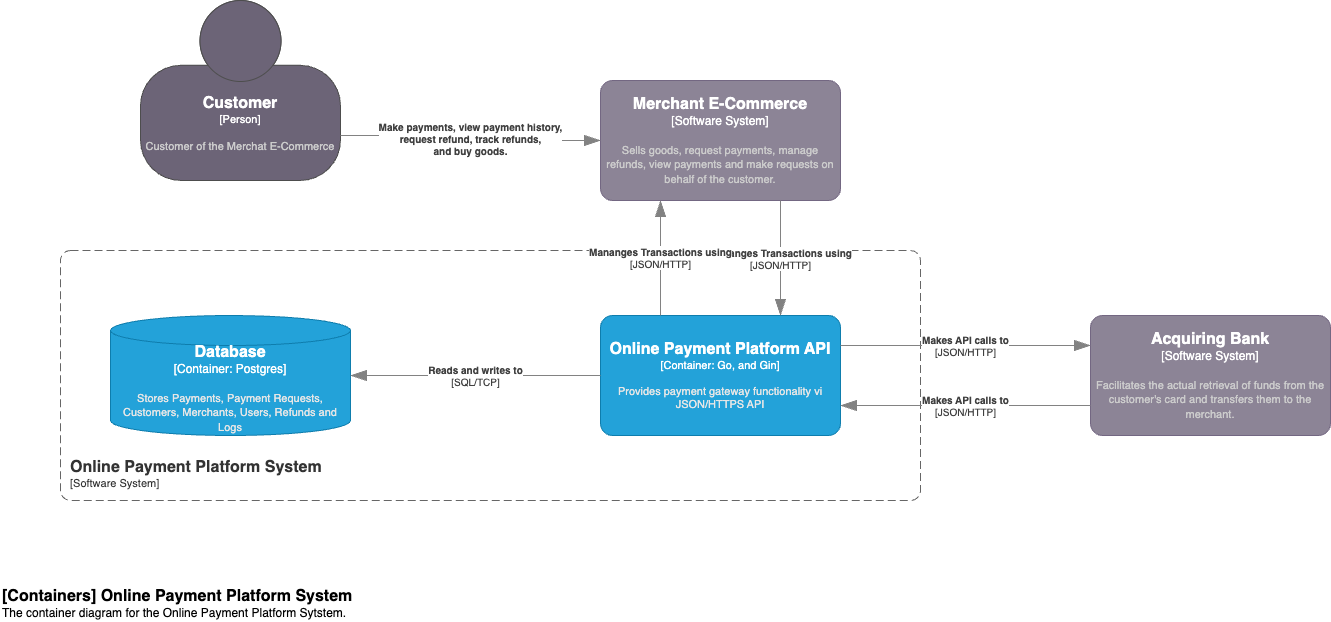 Customer
[Person]
Customer of the Merchat E-Commerce
Make payments, view payment history,
request refund, track refunds,
and buy goods.
Merchant E-Commerce
[Software System]
Sells goods, request payments, manage
refunds, view payments and make requests on
behalf of the customer.
Mananges Transactions using
[JSON/HTTP]
nges Transactions using
[JSON/HTTP]
Database
[Container: Postgres]
Stores Payments, Payment Requests,
Customers, Merchants, Users, Refunds and
Logs
Reads and writes to
[SQL/TCP]
Online Payment Platform API
[Container: Go, and Gin]
Provides payment gateway functionality vi
JSON/HTTPS API
Makes API calls to
[JSON/HTTP]
Makes API calls to
[JSON/HTTP]
Acquiring Bank
[Software System]
Facilitates the actual retrieval of funds from the
customer's card and transfers them to the
merchant.
Online Payment Platform System
[Software System]
[Containers] Online Payment Platform System
The container diagram for the Online Payment Platform Sytstem.